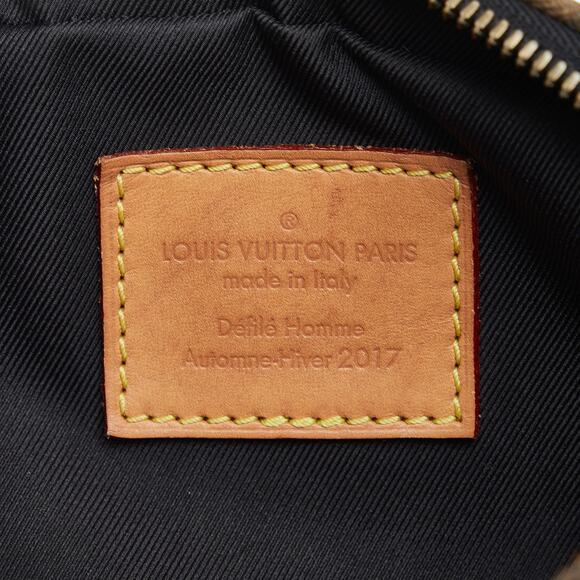 ®
LOUIS VUITTON PARIS
made in Italy
Défilé Homme
Automne-Hiver 2017